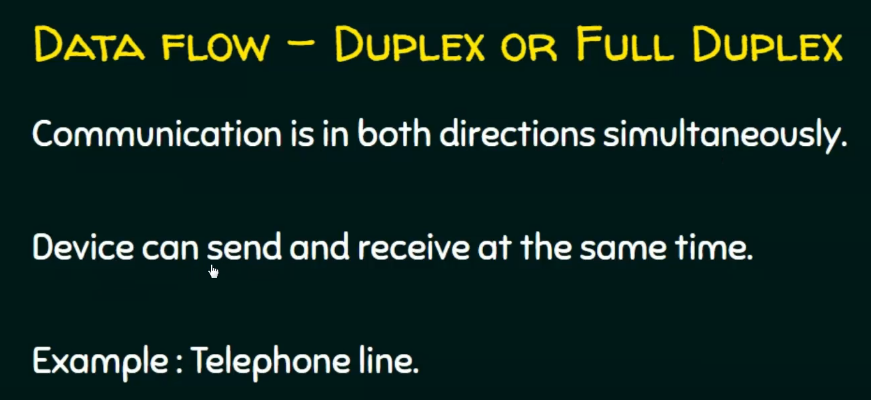 Data flow – Duplex or Full Duplex
Communication is in both directions simultaneously.
Device can send and receive at the same time.
Example : Telephone line.